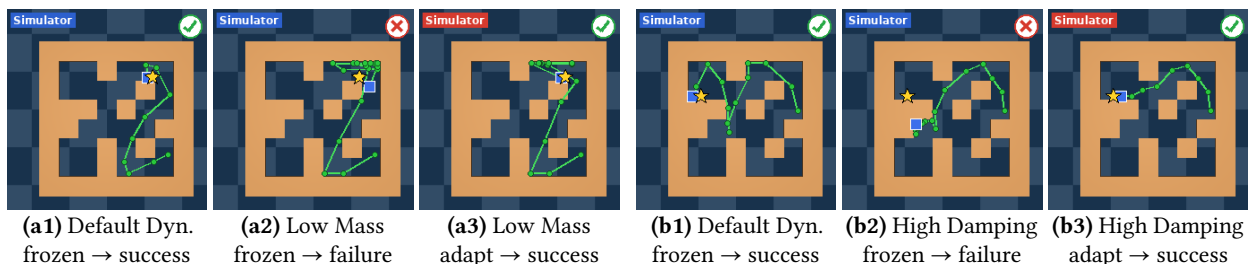 Simulator Simulator Simulator Simulator Simulator Simulator
(a1) Default Dyn. (a2) Low Mass (a3) Low Mass (b1) Default Dyn. (b2) High Damping (b3) High Damping
frozen → success frozen → failure adapt → success frozen → success frozen → failure adapt → success